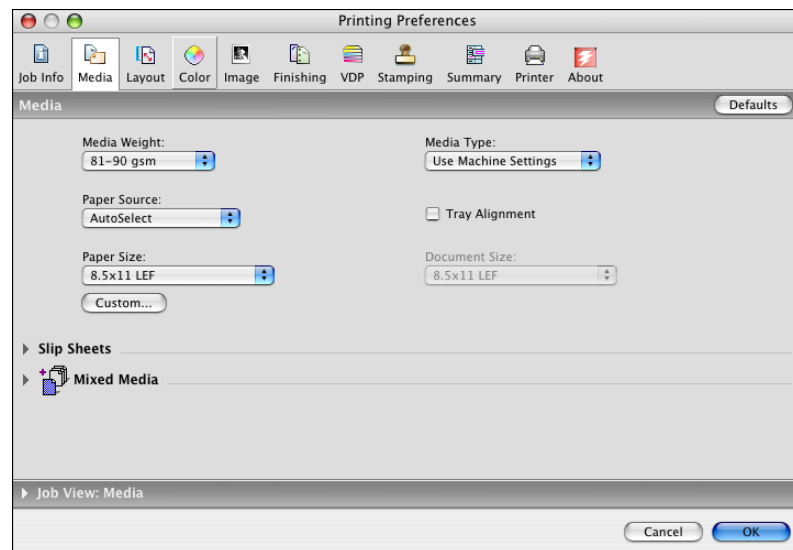 Printing Preferences
Job Info Media Layout Color Image Finishing VDP Stamping Summary Printer About
Media Defaults
Media Weight: Media Type:
81-90 gsm Use Machine Settings
Paper Source:
AutoSelect Tray Alignment
Paper Size: Document Size:
8.5x11 LEF 8.5x11 LEF
Custom...
Slip Sheets
Mixed Media
Job View: Media
Cancel OK